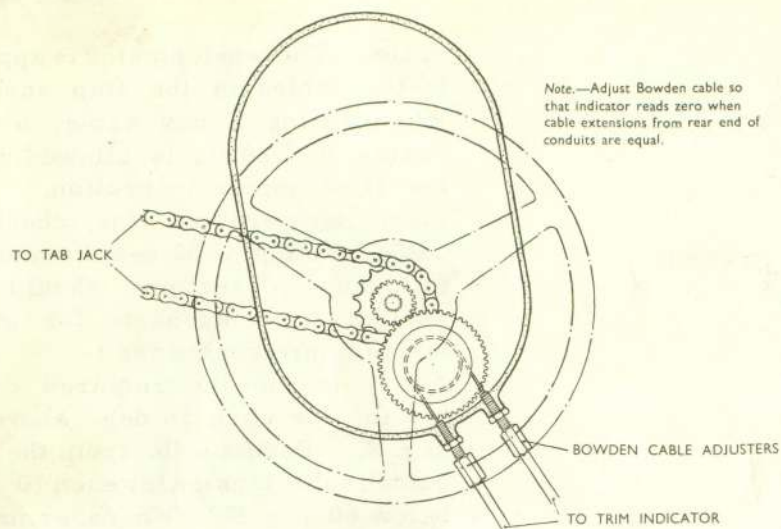 Note.—Adjust Bowden cable so
that indicator reads zero when
cable extensions from rear end of
conduits are equal.
TO TAB JACK
BOWDEN CABLE ADJUSTERS
TO TRIM INDICATOR